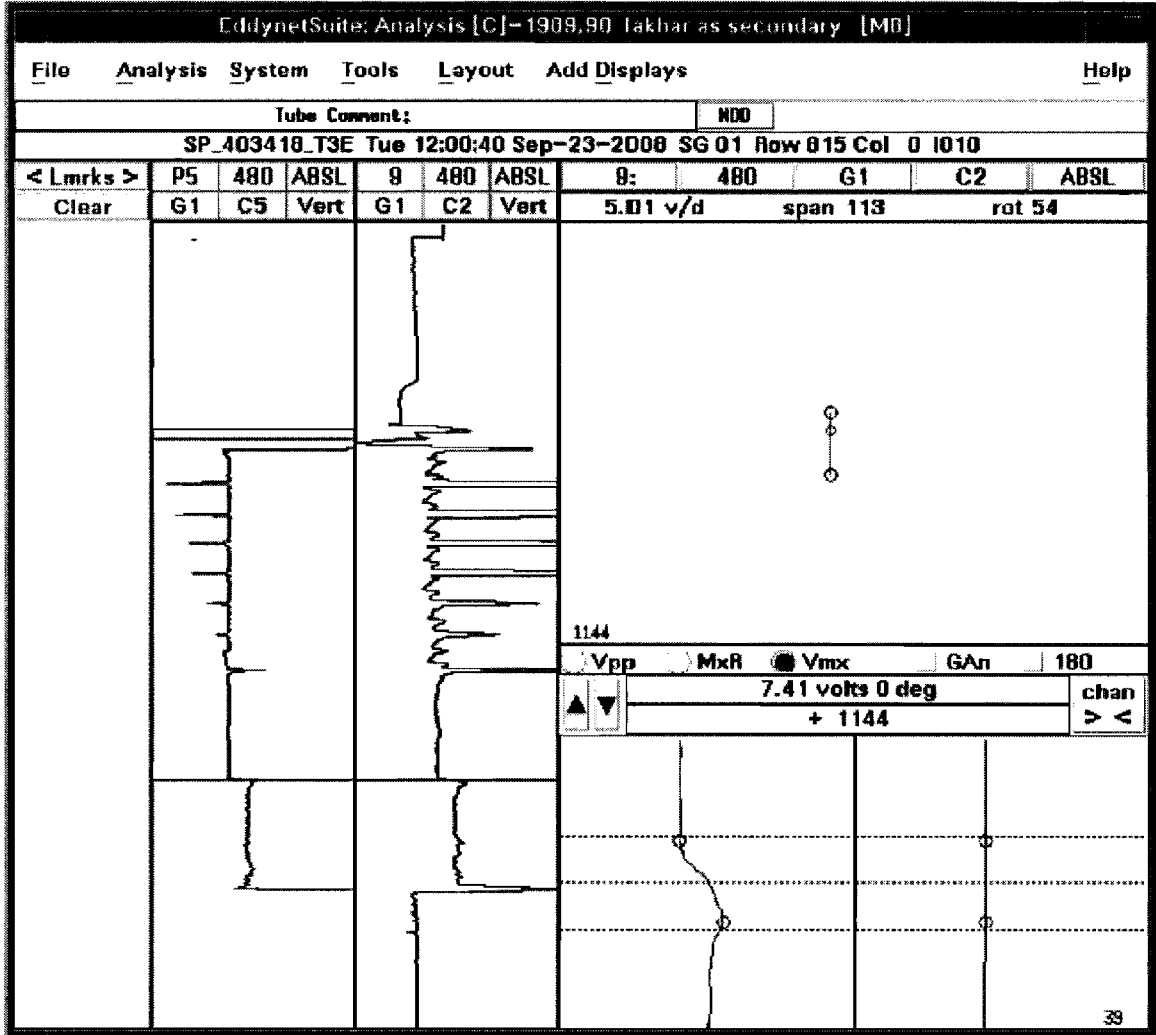 EddynetSuite: Analysis [C]-1909,90 lakhar as secondary [M0]
File Analysis System Tools Layout Add Displays Help
Tube Comment: NDD
SP_403418_T3E Tue 12:00:40 Sep-23-2008 SG 01 Row 815 Col 0 I010
< Lmrks > P5 480 ABSL 9 480 ABSL 9: 480 G1 C2 ABSL
Clear G1 C5 Vert G1 C2 Vert 5.01 v/d span 113 rot 54
1144
Vpp MxR Vmx GAn 180
7.41 volts 0 deg chan
+ 1144 > <
39